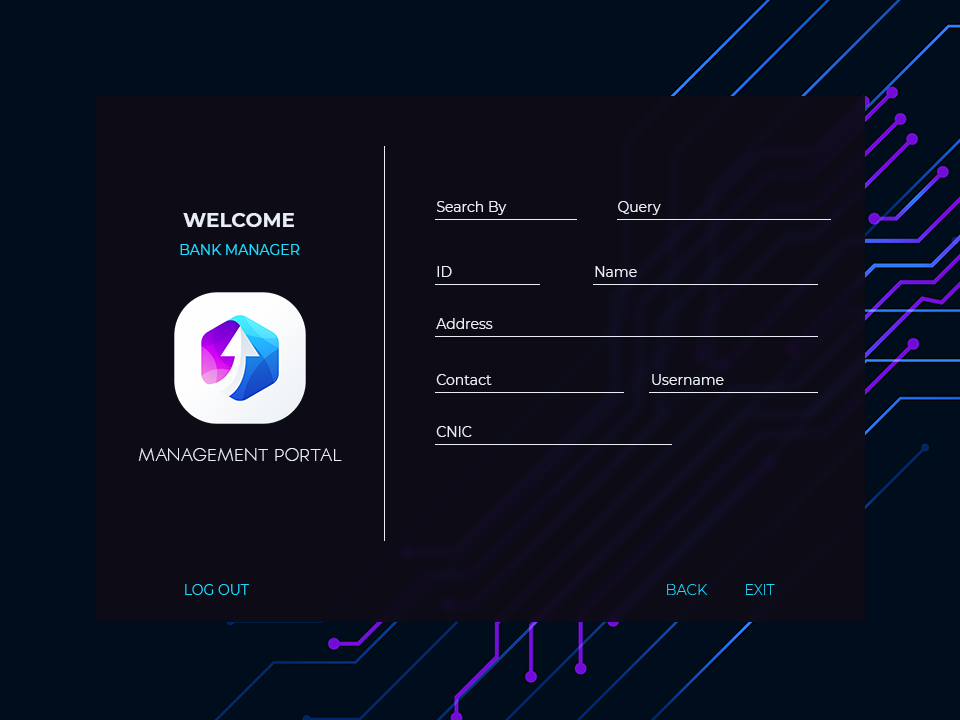 WELCOME
BANK MANAGER
MANAGEMENT PORTAL
LOG OUT
Search By
Query
ID
Name
Address
Contact
Username
CNIC
BACK
EXIT